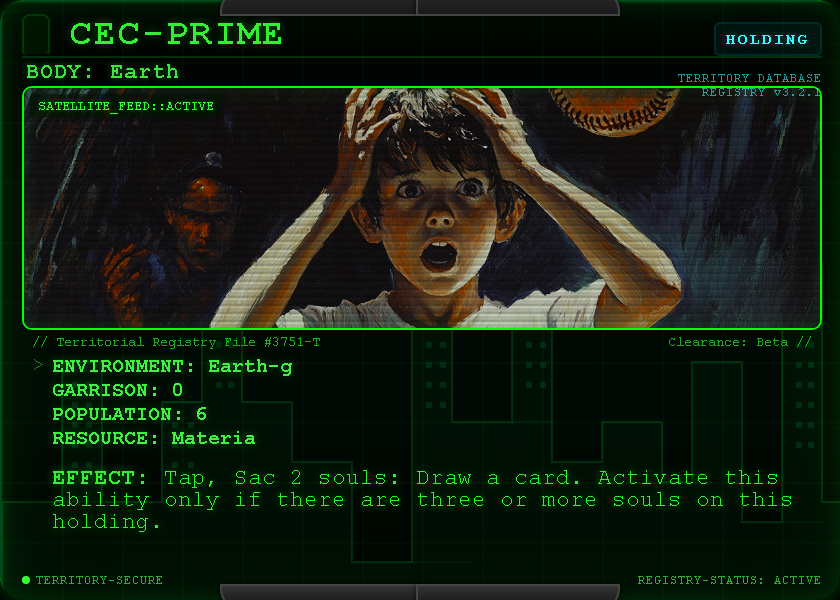 CEC-PRIME
HOLDING
BODY: Earth
TERRITORY DATABASE
REGISTRY v3.2.1
SATELLITE_FEED::ACTIVE
// Territorial Registry File #3751-T
Clearance: Beta //
> ENVIRONMENT: Earth-g
GARRISON: 0
POPULATION: 6
RESOURCE: Materia
EFFECT: Tap, Sac 2 souls: Draw a card. Activate this
ability only if there are three or more souls on this
holding.
TERRITORY-SECURE
REGISTRY-STATUS: ACTIVE